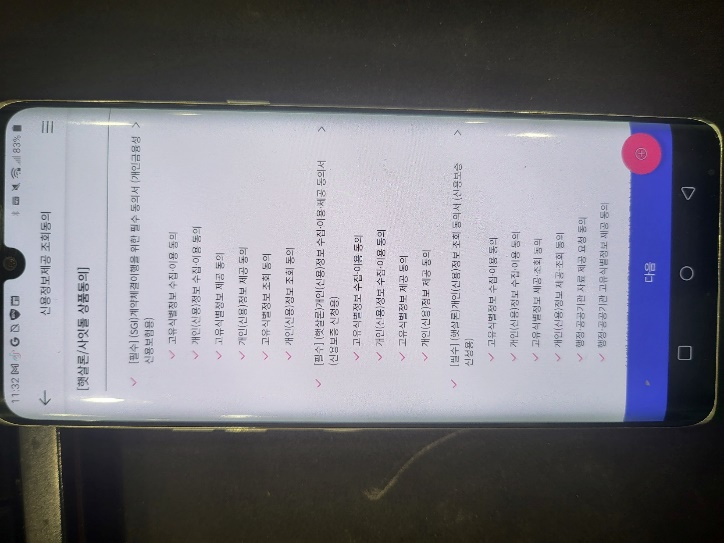 11:32
83%
신용정보제공 조회동의
[햇살론/사잇돌 상품동의]
[필수] (SGI)계약체결이행을 위한 필수 동의서 (개인금융성
신용보험용)
고유식별정보 수집·이용 동의
개인(신용)정보 수집·이용 동의
고유식별정보 제공 동의
개인(신용)정보 제공 동의
고유식별정보 조회 동의
개인(신용)정보 조회 동의
[필수] (햇살론)개인(신용)정보 수집·이용·제공 동의서
(신용보증 신청용)
고유식별정보 수집·이용 동의
개인(신용)정보 수집·이용 동의
고유식별정보 제공 동의
개인(신용)정보 제공 동의
[필수] (햇살론)개인(신용)정보 조회 동의서 (신용보증
신청용)
고유식별정보 수집·이용 동의
개인(신용)정보 수집·이용 동의
고유식별정보 제공·조회 동의
개인(신용)정보 제공·조회 동의
행정·공공기관 자료 제공 요청 동의
행정·공공기관 고유식별정보 제공 동의
다음